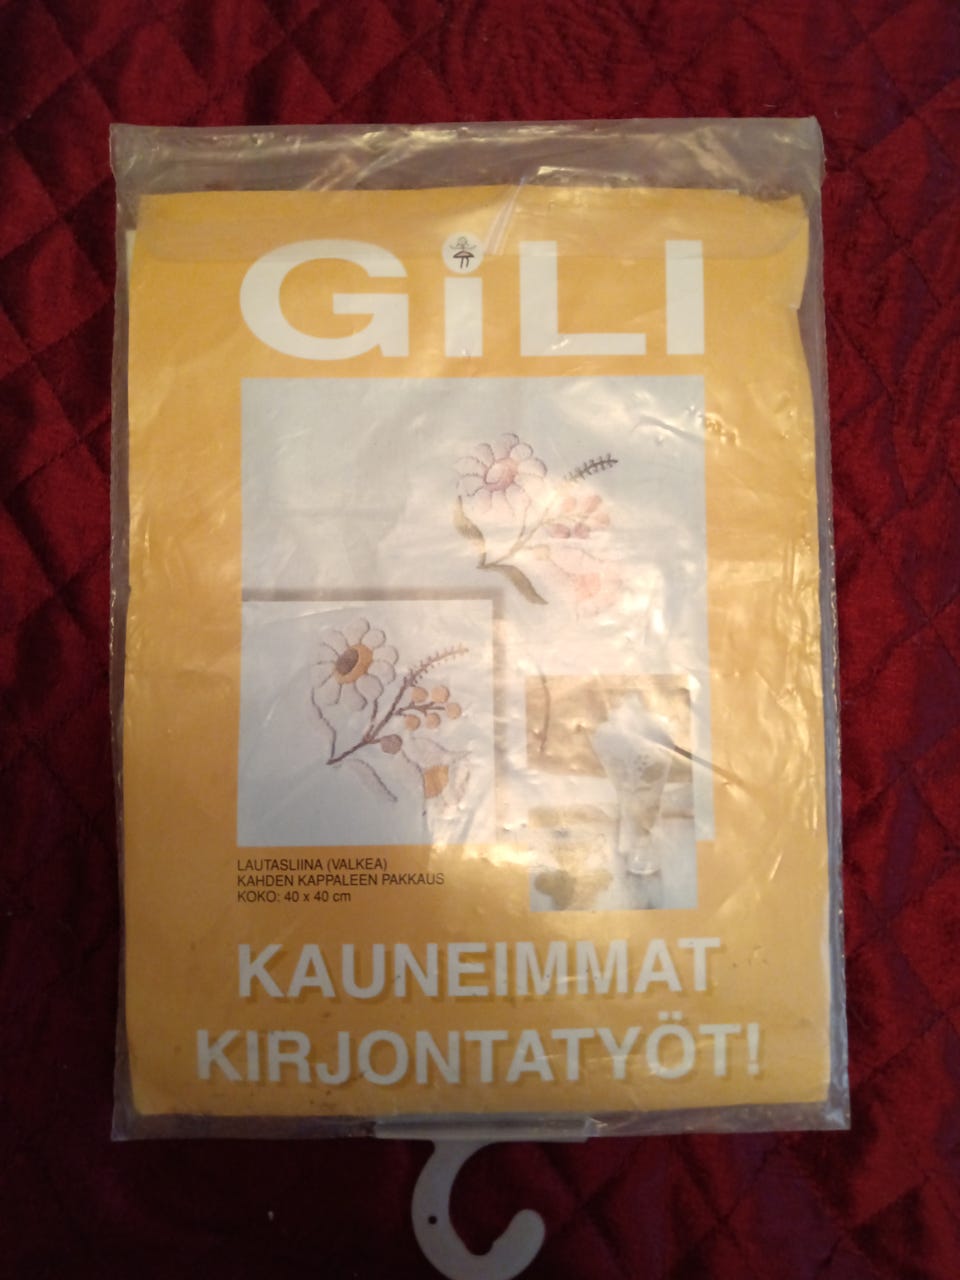 GiLI
LAUTASLIINA (VALKEA)
KAHDEN KAPPALEEN PAKKAUS
KOKO: 40 x 40 cm
KAUNEIMMAT
KIRJONTATYÖT!